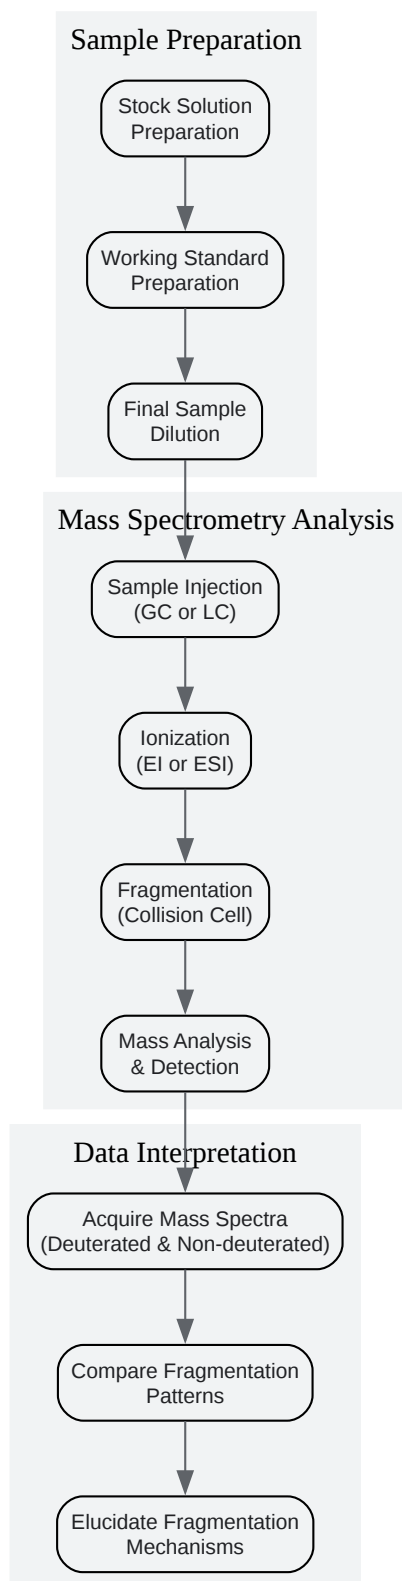 Sample Preparation
Stock Solution
Preparation
Working Standard
Preparation
Final Sample
Dilution
Mass Spectrometry Analysis
Sample Injection
(GC or LC)
Ionization
(EI or ESI)
Fragmentation
(Collision Cell)
Mass Analysis
& Detection
Data Interpretation
Acquire Mass Spectra
(Deuterated & Non-deuterated)
Compare Fragmentation
Patterns
Elucidate Fragmentation
Mechanisms